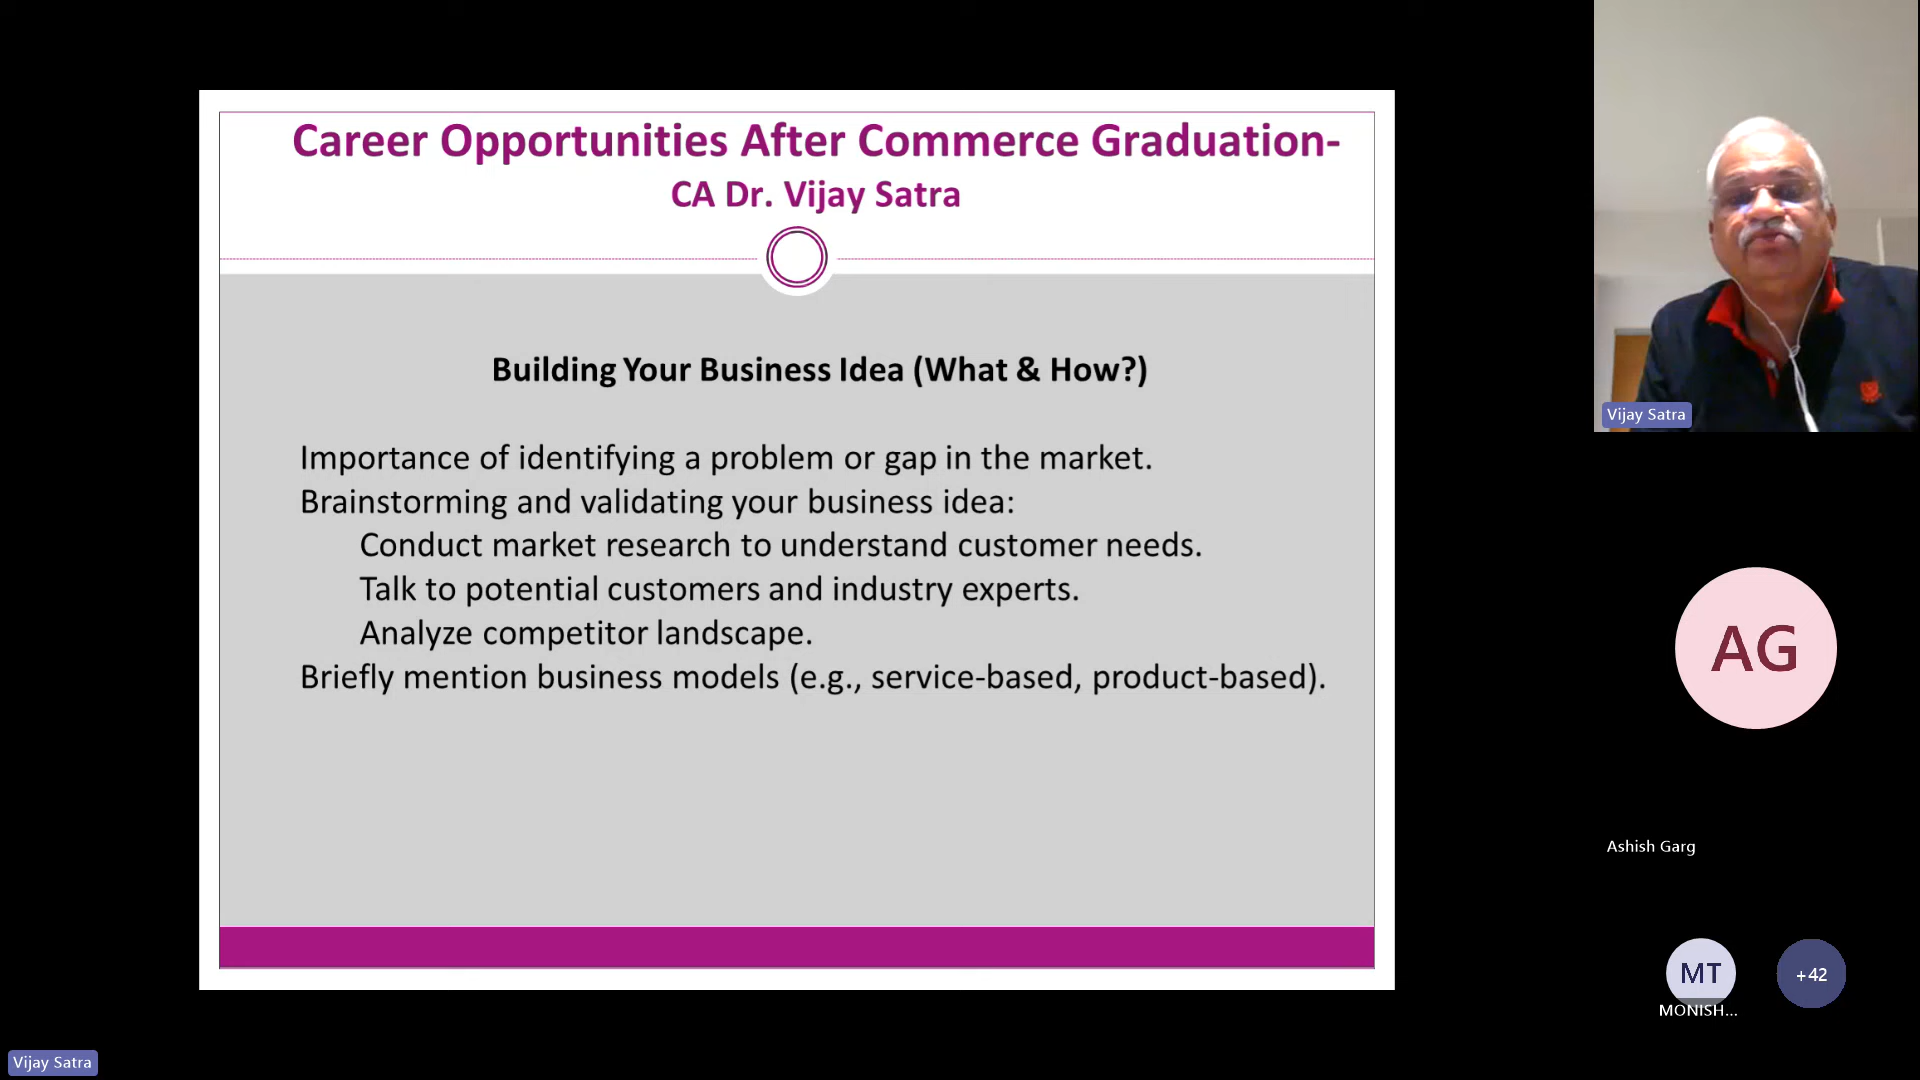 Career Opportunities After Commerce Graduation-
CA Dr. Vijay Satra
Building Your Business Idea (What & How?)
Importance of identifying a problem or gap in the market.
Brainstorming and validating your business idea:
Conduct market research to understand customer needs.
Talk to potential customers and industry experts.
Analyze competitor landscape.
Briefly mention business models (e.g., service-based, product-based).
Vijay Satra
AG
Ashish Garg
MT
+42
MONISH...
Vijay Satra